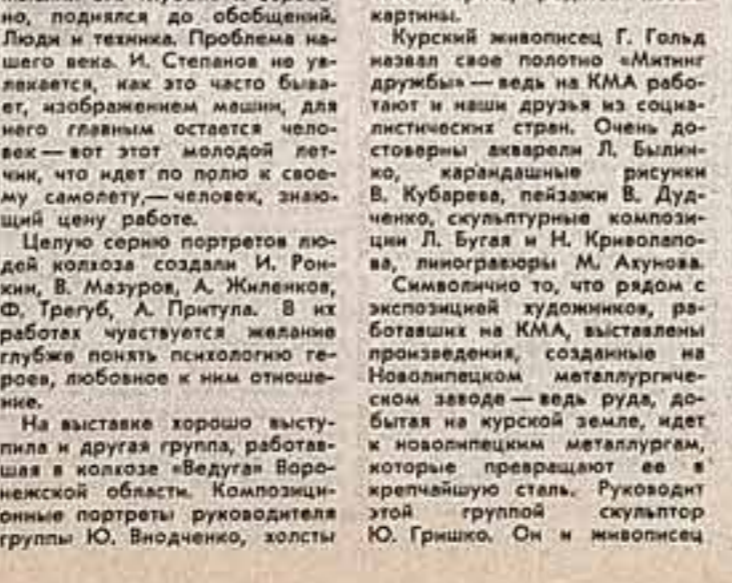 но, поднялся до обобщений.
Люди и техника. Проблема на-
шего века. И. Степанов не ув-
лекается, как это часто быва-
ет, изображением машин, для
него главным остается чело-
век — вот этот молодой лет-
чик, что идет по полю к свое-
му самолету,— человек, знаю-
щий цену работе.
Целую серию портретов лю-
дей колхоза создали И. Рон-
кин, В. Мазуров, А. Жиленков,
Ф. Трегуб, А. Притула. В их
работах чувствуется желание
глубже понять психологию ге-
роев, любовное к ним отноше-
ние.
На выставке хорошо высту-
пила и другая группа, работав-
шая в колхозе «Ведуга» Воро-
нежской области. Композици-
онные портреты руководителя
группы Ю. Внодченко, холсты
картины.
Курский живописец Г. Гольд
назвал свое полотно «Митинг
дружбы» — ведь на КМА рабо-
тают и наши друзья из социа-
листических стран. Очень до-
стоверны акварели Л. Былин-
ко, карандашные рисунки
В. Кубарева, пейзажи В. Дуд-
ченко, скульптурные компози-
ции Л. Бугая и Н. Криволапо-
ва, линогравюры М. Ахунова.
Символично то, что рядом с
экспозицией художников, ра-
ботавших на КМА, выставлены
произведения, созданные на
Новолипецком металлургиче-
ском заводе — ведь руда, до-
бытая на курской земле, идет
к новолипецким металлургам,
которые превращают ее в
крепчайшую сталь. Руководит
этой группой скульптор
Ю. Гришко. Он и живописец